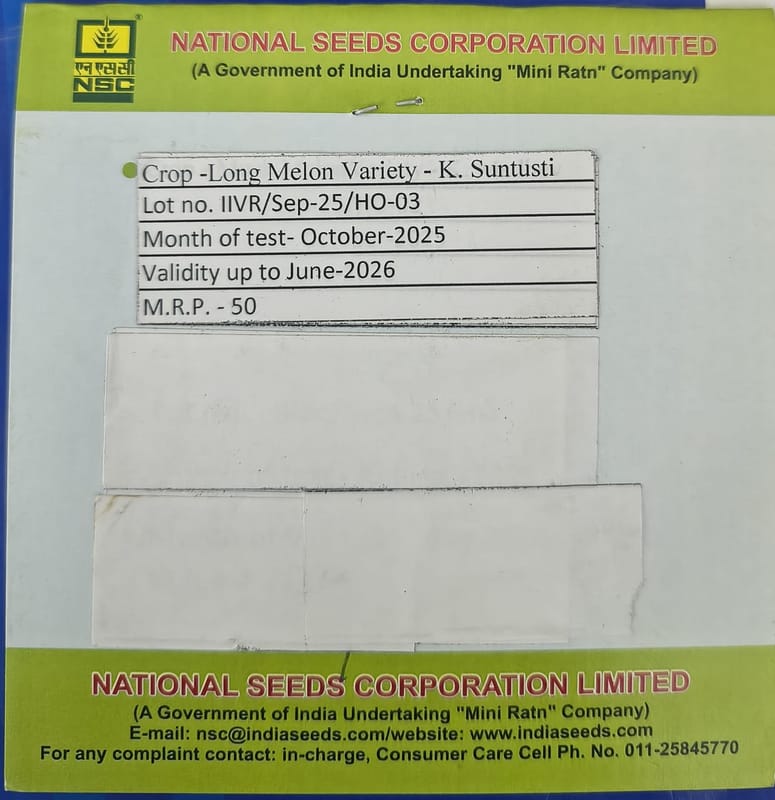 ®
एन एस सी
NSC
NATIONAL SEEDS CORPORATION LIMITED
(A Government of India Undertaking "Mini Ratn" Company)
Crop -Long Melon Variety - K. Suntusti
Lot no. IIVR/Sep-25/HO-03
Month of test- October-2025
Validity up to June-2026
M.R.P. - 50
NATIONAL SEEDS CORPORATION LIMITED
(A Government of India Undertaking "Mini Ratn" Company)
E-mail: nsc@indiaseeds.com/website: www.indiaseeds.com
For any complaint contact: in-charge, Consumer Care Cell Ph. No. 011-25845770